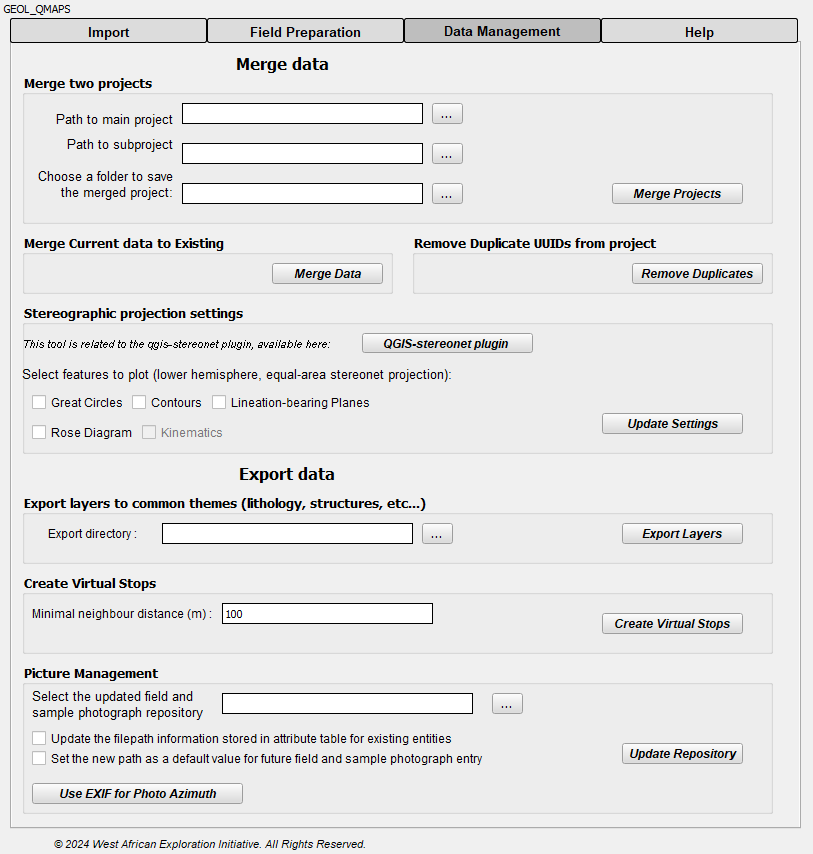 GEOL_QMAPS
Import
Field Preparation
Data Management
Help
Merge data
Merge two projects
Path to main project
...
Path to subproject
...
Choose a folder to save
the merged project:
...
Merge Projects
Merge Current data to Existing
Remove Duplicate UUIDs from project
Merge Data
Remove Duplicates
Stereographic projection settings
This tool is related to the qgis-stereonet plugin, available here:
QGIS-stereonet plugin
Select features to plot (lower hemisphere, equal-area stereonet projection):
Great Circles
Contours
Lineation-bearing Planes
Rose Diagram
Kinematics
Update Settings
Export data
Export layers to common themes (lithology, structures, etc...)
Export directory :
...
Export Layers
Create Virtual Stops
Minimal neighbour distance (m) :
100
Create Virtual Stops
Picture Management
Select the updated field and
sample photograph repository
...
Update the filepath information stored in attribute table for existing entities
Set the new path as a default value for future field and sample photograph entry
Update Repository
Use EXIF for Photo Azimuth
© 2024 West African Exploration Initiative. All Rights Reserved.